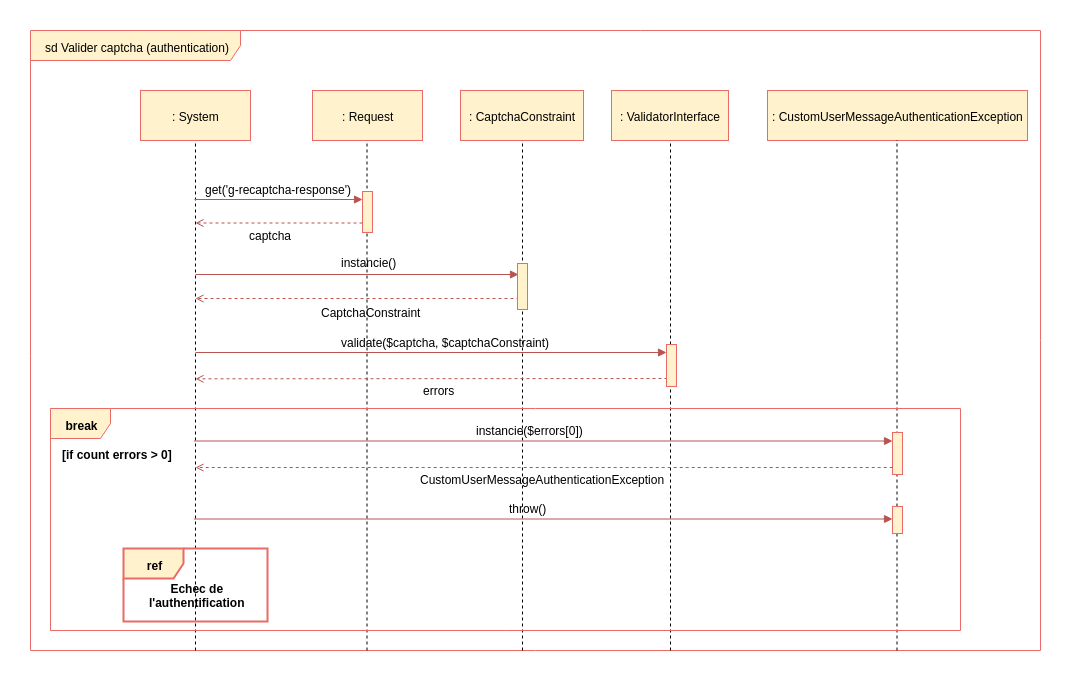 sd Valider captcha (authentication)
: System
: Request
: CaptchaConstraint
: ValidatorInterface
: CustomUserMessageAuthenticationException
get('g-recaptcha-response')
captcha
instancie()
CaptchaConstraint
validate($captcha, $captchaConstraint)
errors
break
instancie($errors[0])
[if count errors > 0]
CustomUserMessageAuthenticationException
throw()
ref
Echec de
l'authentification